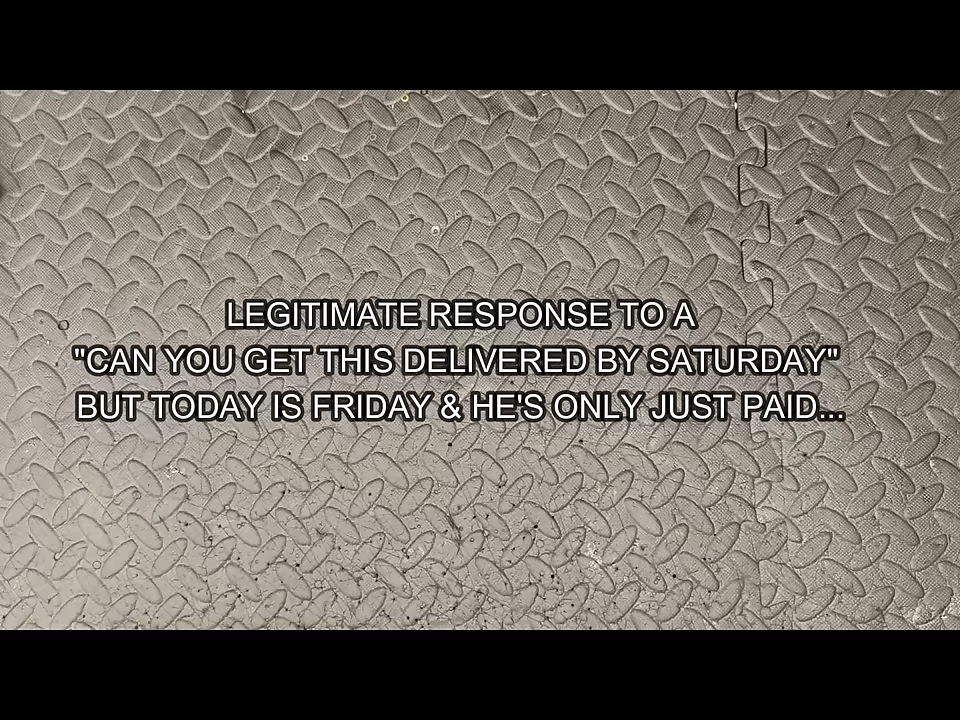 LEGITIMATE RESPONSE TO A
"CAN YOU GET THIS DELIVERED BY SATURDAY"
BUT TODAY IS FRIDAY & HE'S ONLY JUST PAID...